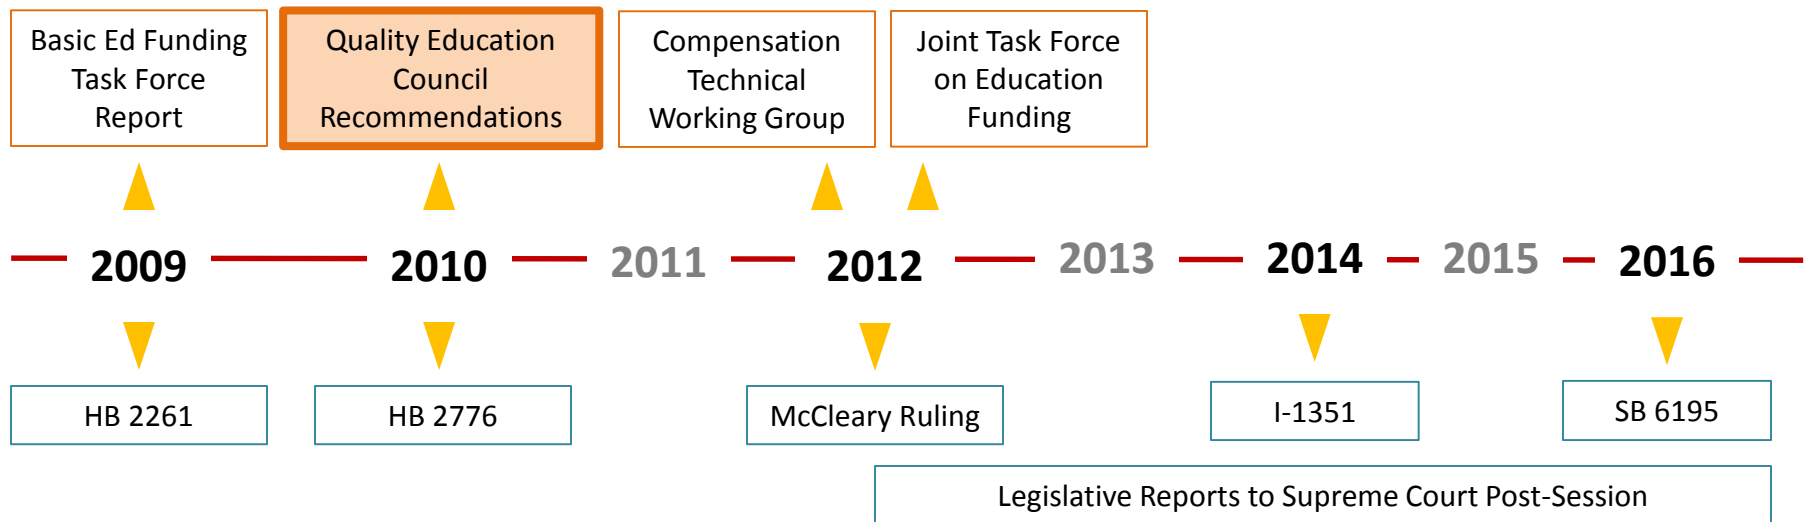 Basic Ed Funding
Task Force
Report
Quality Education
Council
Recommendations
Compensation
Technical
Working Group
Joint Task Force
on Education
Funding
2009
2010
2011
2012
2013
2014
2015
2016
HB 2261
HB 2776
McCleary Ruling
I-1351
SB 6195
Legislative Reports to Supreme Court Post-Session